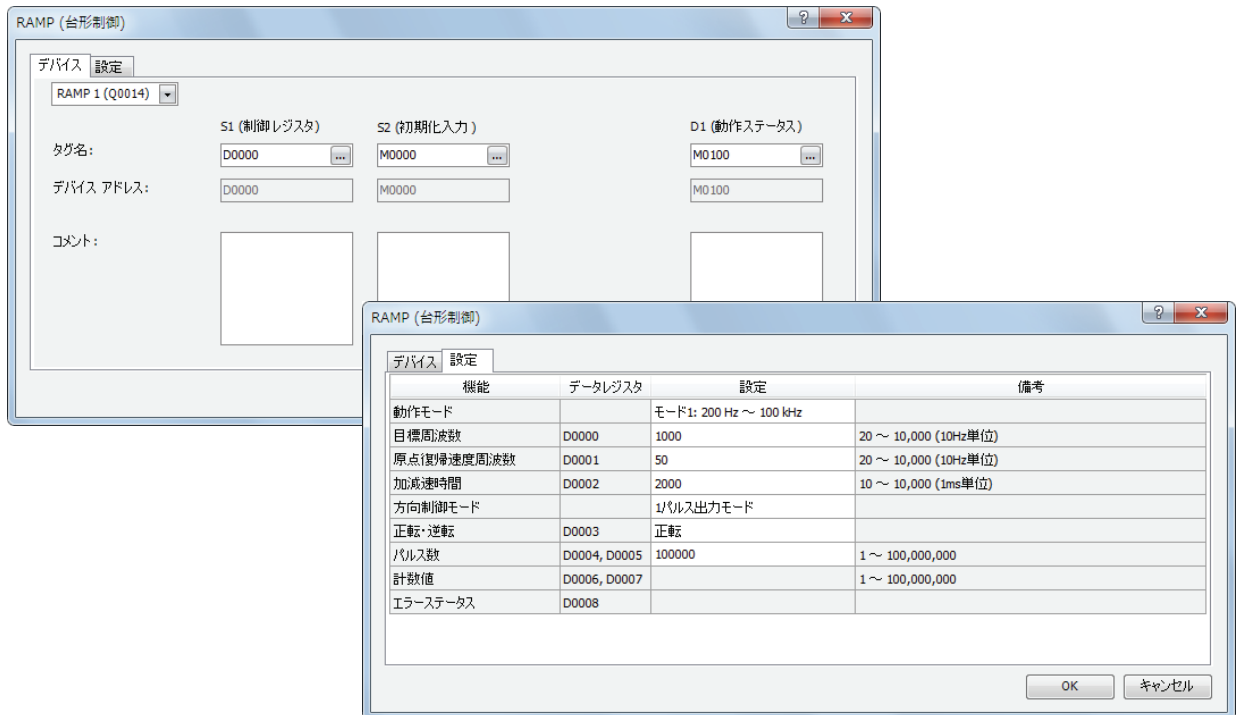 RAMP (台形制御)
デバイス 設定
RAMP 1 (Q0014)
S1 (制御レジスタ) S2 (初期化入力) D1 (動作ステータス)
タグ名: D0000 ... M0000 ... M0100 ...
デバイス アドレス: D0000 M0000 M0100
コメント:
RAMP (台形制御)
デバイス 設定
機能 データレジスタ 設定 備考
動作モード モード1: 200 Hz ～ 100 kHz
目標周波数 D0000 1000 20 ～ 10,000 (10Hz単位)
原点復帰速度周波数 D0001 50 20 ～ 10,000 (10Hz単位)
加減速時間 D0002 2000 10 ～ 10,000 (1ms単位)
方向制御モード 1パルス出力モード
正転・逆転 D0003 正転
パルス数 D0004, D0005 100000 1 ～ 100,000,000
計数値 D0006, D0007 1 ～ 100,000,000
エラーステータス D0008
OK キャンセル